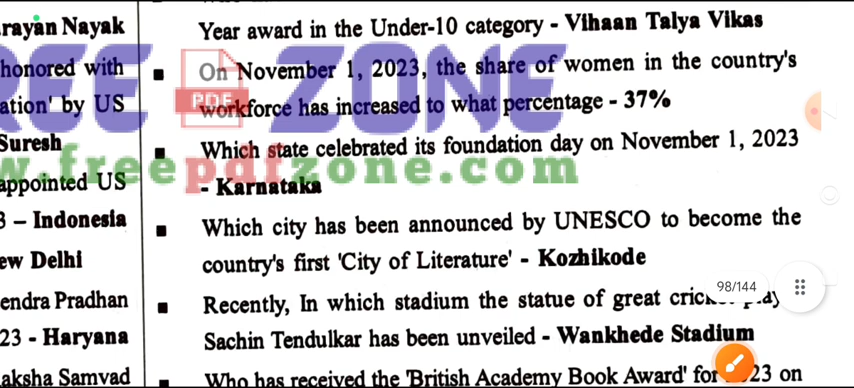 rayan Nayak
honored with
ation' by US
Suresh
appointed US
3 – Indonesia
ew Delhi
endra Pradhan
23 - Haryana
aksha Samvad
Year award in the Under-10 category - Vihaan Talya Vikas
▪ On November 1, 2023, the share of women in the country's
workforce has increased to what percentage - 37%
▪ Which state celebrated its foundation day on November 1, 2023
- Karnataka
▪ Which city has been announced by UNESCO to become the
country's first 'City of Literature' - Kozhikode
▪ Recently, In which stadium the statue of great
Sachin Tendulkar has been unveiled - Wankhede Stadium
▪ Who has received the 'British Academy Book Award' for 23 on
FREE PDF ZONE
w.freepdfzone.com
98/144